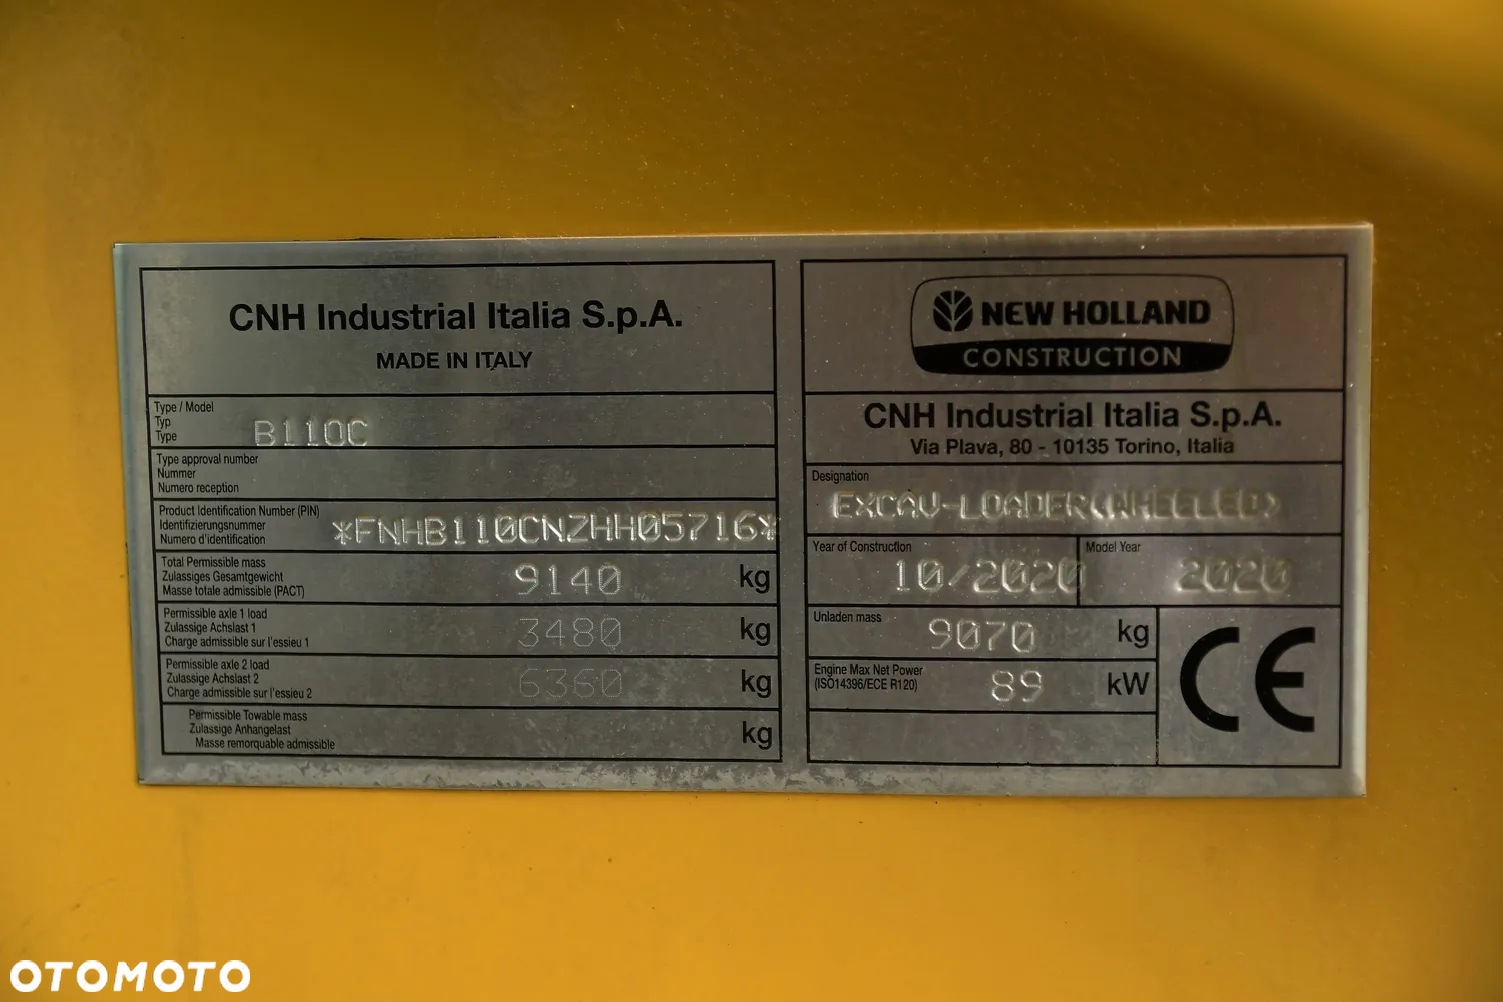 CNH Industrial Italia S.p.A.
MADE IN ITALY
Type / Model
Typ
Type
B110C
Type approval number
Nummer
Numero reception
Product Identification Number (PIN)
Identifizierungsnummer
Numero d'identification
*FNHB110CNZHH05716*
Total Permissible mass
Zulassiges Gesamtgewicht
Masse totale admissible (PACT)
9140 kg
Permissible axle 1 load
Zulassige Achslast 1
Charge admissible sur l'essieu 1
3480 kg
Permissible axle 2 load
Zulassige Achslast 2
Charge admissible sur l'essieu 2
6360 kg
Permissible Towable mass
Zulässige Anhangelast
Masse remorquable admissible
kg
NEW HOLLAND
CONSTRUCTION
CNH Industrial Italia S.p.A.
Via Plava, 80 - 10135 Torino, Italia
Designation
EXCAV-LOADER(WHEELED)
Year of Construction
10/2020
Model Year
2020
Unladen mass
9070 kg
Engine Max Net Power
(ISO14396/ECE R120)
89 kW
CE
OTOMOTO